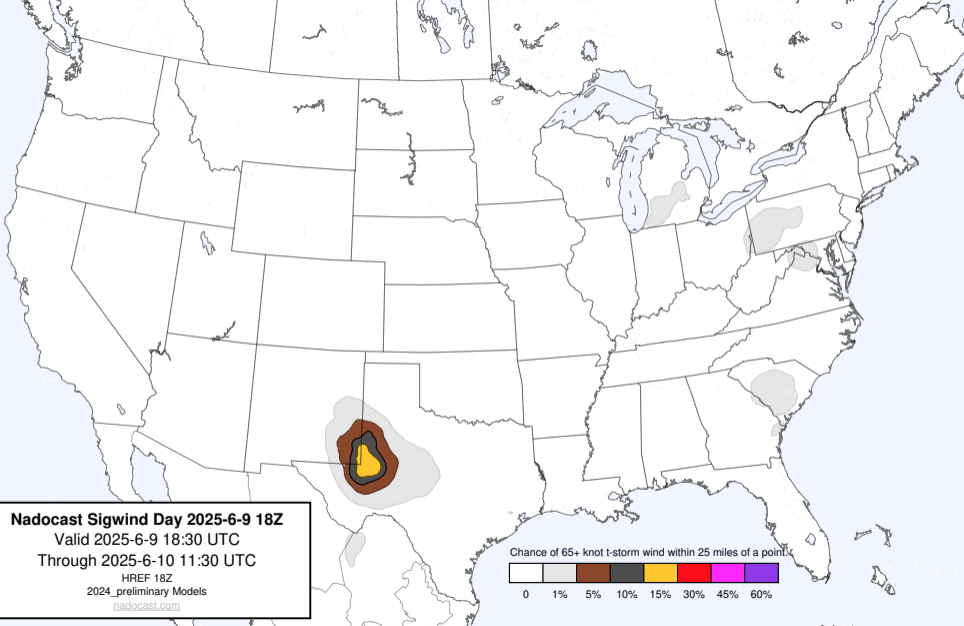 Nadocast Sigwind Day 2025-6-9 18Z
Valid 2025-6-9 18:30 UTC
Through 2025-6-10 11:30 UTC
HREF 18Z
2024_preliminary Models
nadocast.com
Chance of 65+ knot t-storm wind within 25 miles of a point.
0 1% 5% 10% 15% 30% 45% 60%